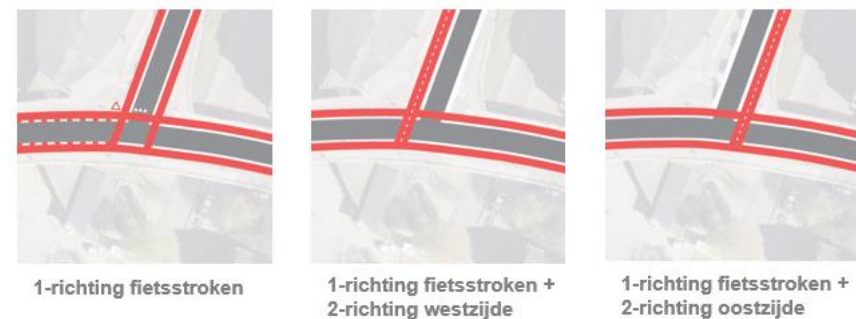 1-richting fietsstroken
1-richting fietsstroken +
2-richting westzijde
1-richting fietsstroken +
2-richting oostzijde